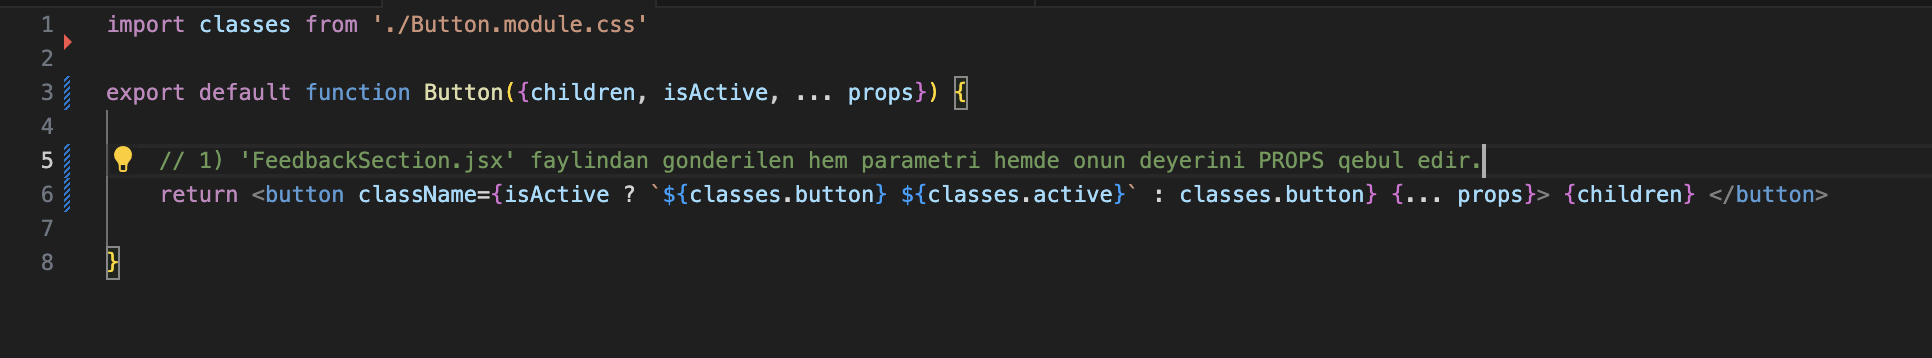 1 import classes from './Button.module.css'
2
3 export default function Button({children, isActive, ... props}) {
4
5 // 1) 'FeedbackSection.jsx' faylindan gonderilen hem parametri hemde onun deyerini PROPS qebul edir.
6 return <button className={isActive ? `${classes.button} ${classes.active}` : classes.button} {... props}> {children} </button>
7
8 }